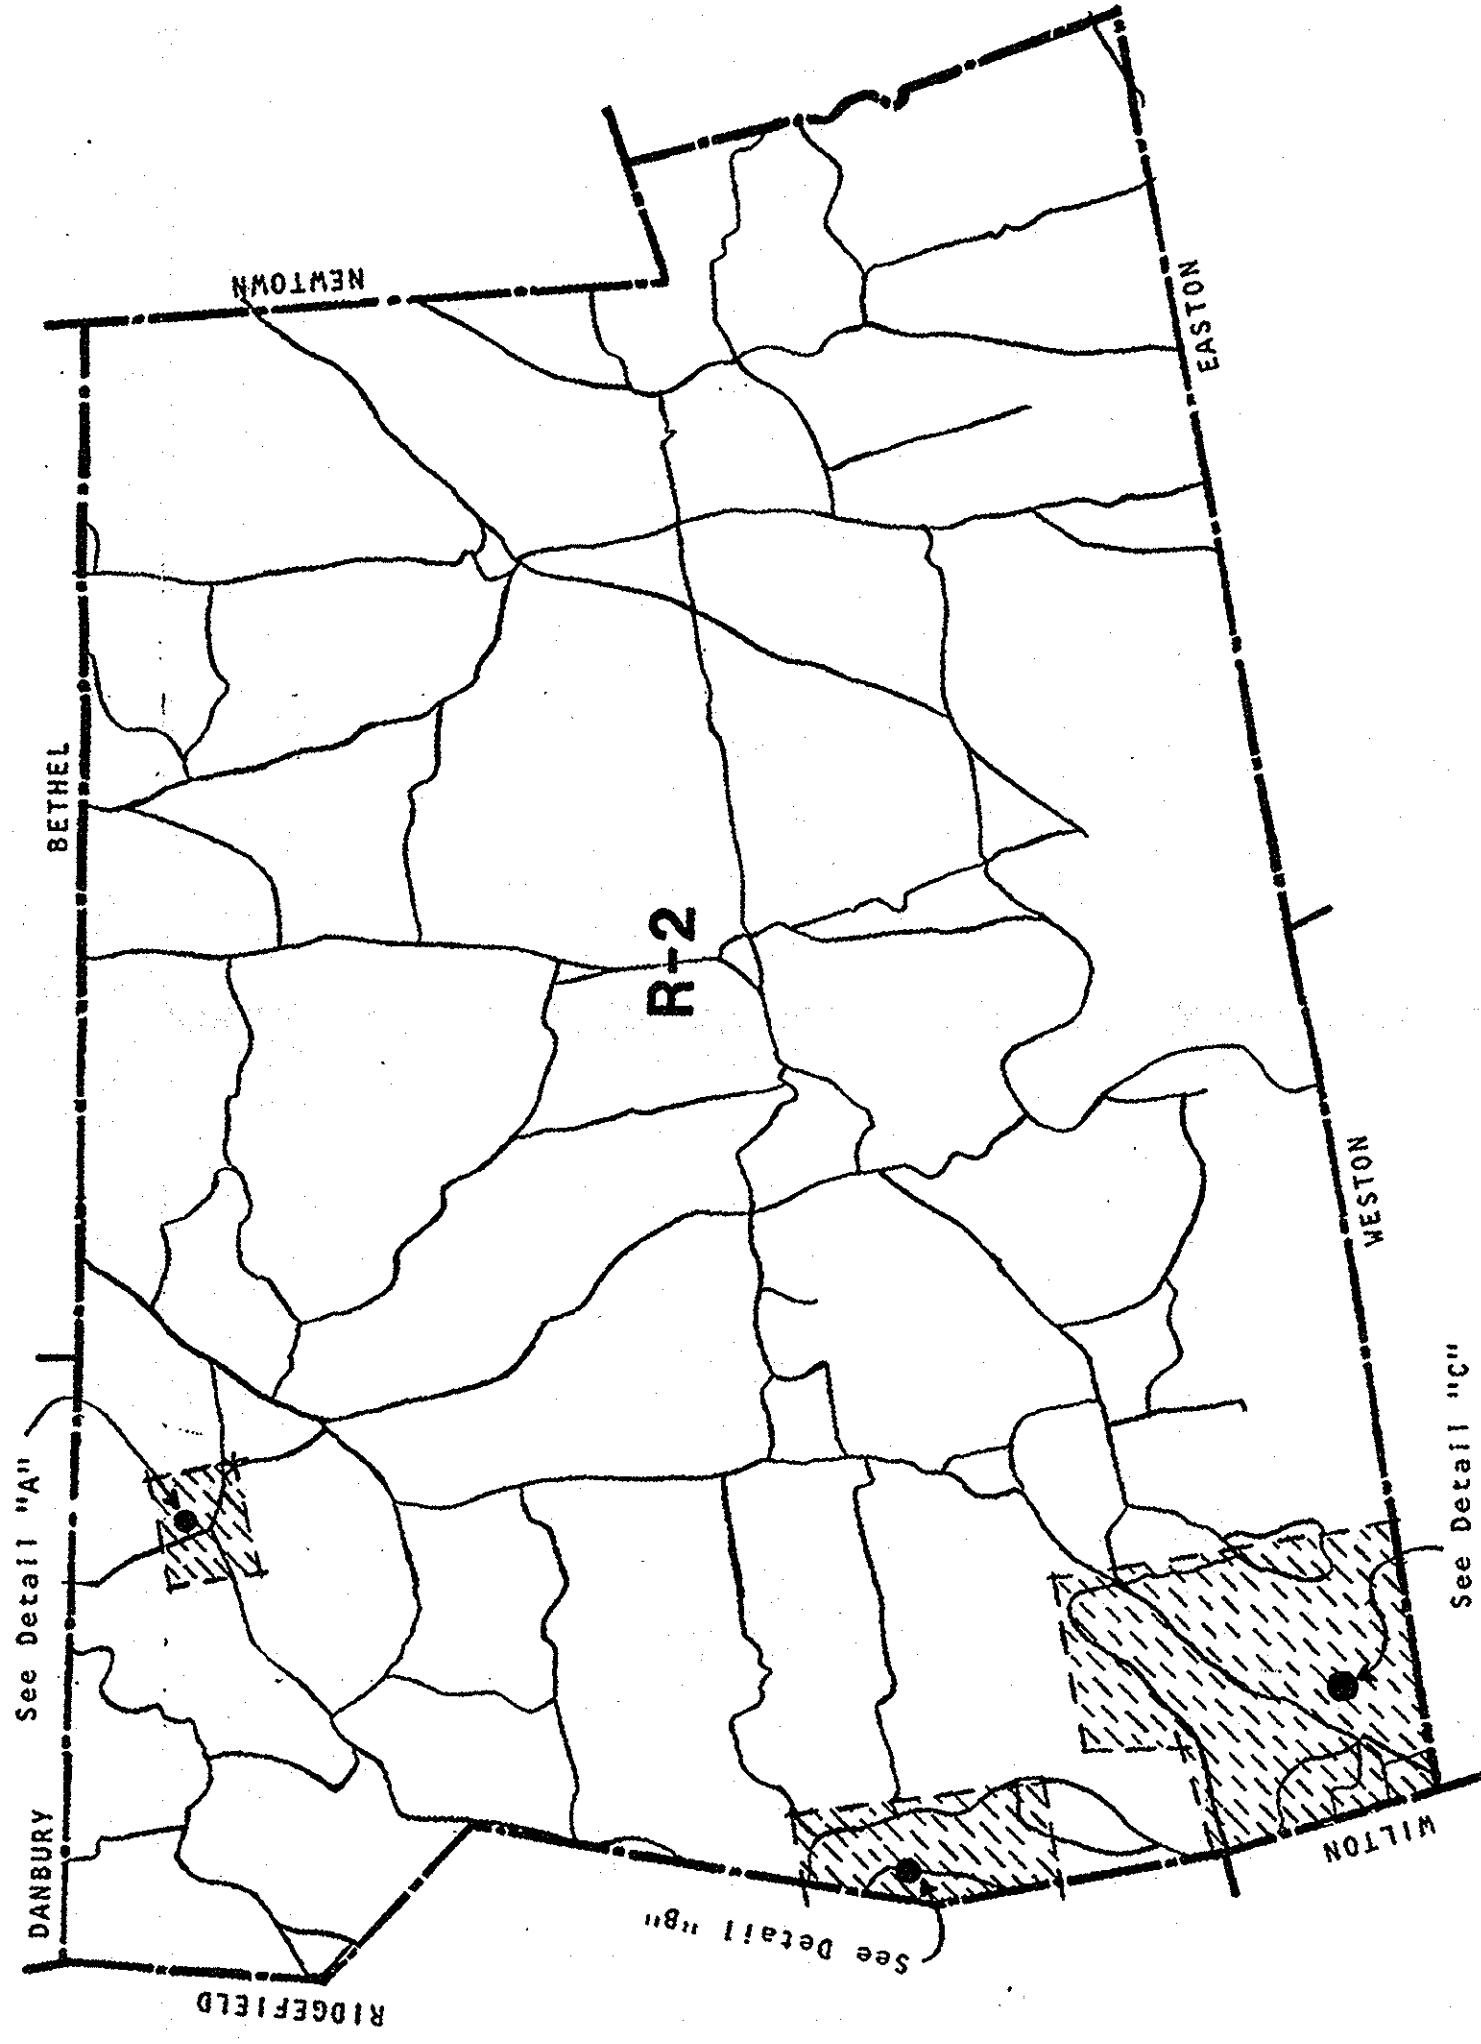 NEWTOWN
BETHEL
EASTON
R-2
WESTON
See Detail "A"
See Detail "C"
DANBURY
WILTON
See Detail "B"
RIDGEFIELD